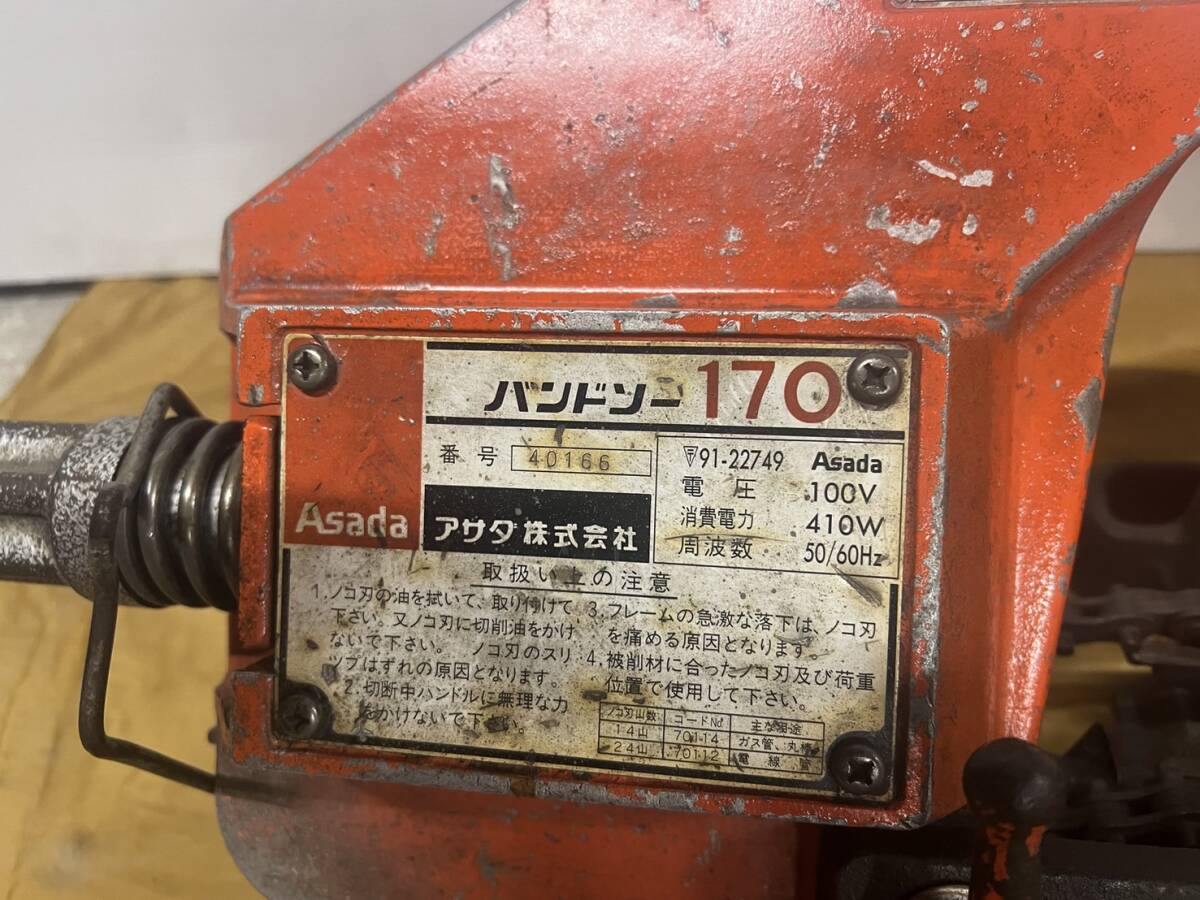 バンドソー 170
番号 40166
Asada
アサダ株式会社
91-22749 Asada
電圧 100V
消費電力 410W
周波数 50/60Hz
取扱い上の注意
1. ノコ刃の油を拭いて、取り付けて
下さい。又ノコ刃に切削油をかけ
ないで下さい。 ノコ刃のスリ
ップはずれの原因となります。
2. 切断中ハンドルに無理な力
をかけないで下さい。
3. フレームの急激な落下は、ノコ刃
を痛める原因となります。
4. 被削材に合ったノコ刃及び荷重
位置で使用して下さい。
ノコ刃山数 コードNo 主な用途
14山 70114 ガス管、丸棒
24山 70112 電線管